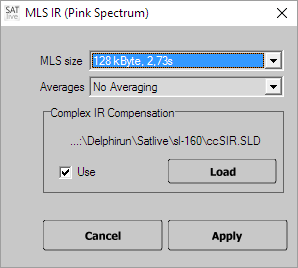 SAT live MLS IR (Pink Spectrum)
MLS size 128 kByte, 2,73s
Averages No Averaging
Complex IR Compensation
...:\Delphirun\Satlive\sl-160\ccSIR.SLD
Use Load
Cancel Apply